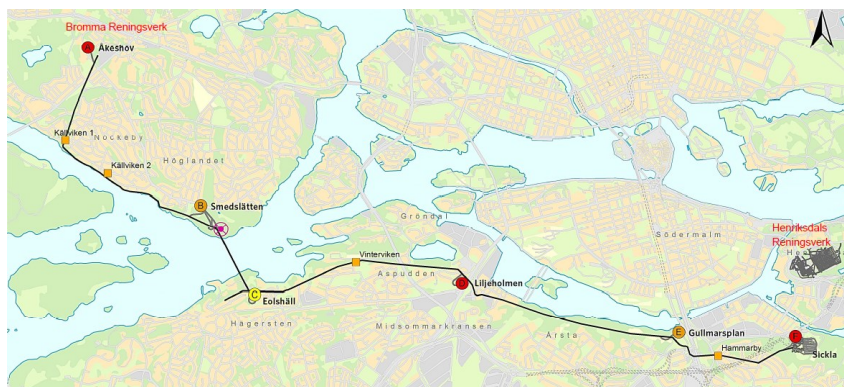 Bromma Reningsverk
A
Åkeshov
Källviken 1
Nockeby
Källviken 2
Höglandet
B
Smedslätten
Gröndal
Södermalm
Henriksdals
Reningsverk
Vinterviken
Aspudden
D
Liljeholmen
C
Eolshäll
Hägersten
Midsommarkransen
Årsta
E
Gullmarsplan
Hammarby
F
Sickla